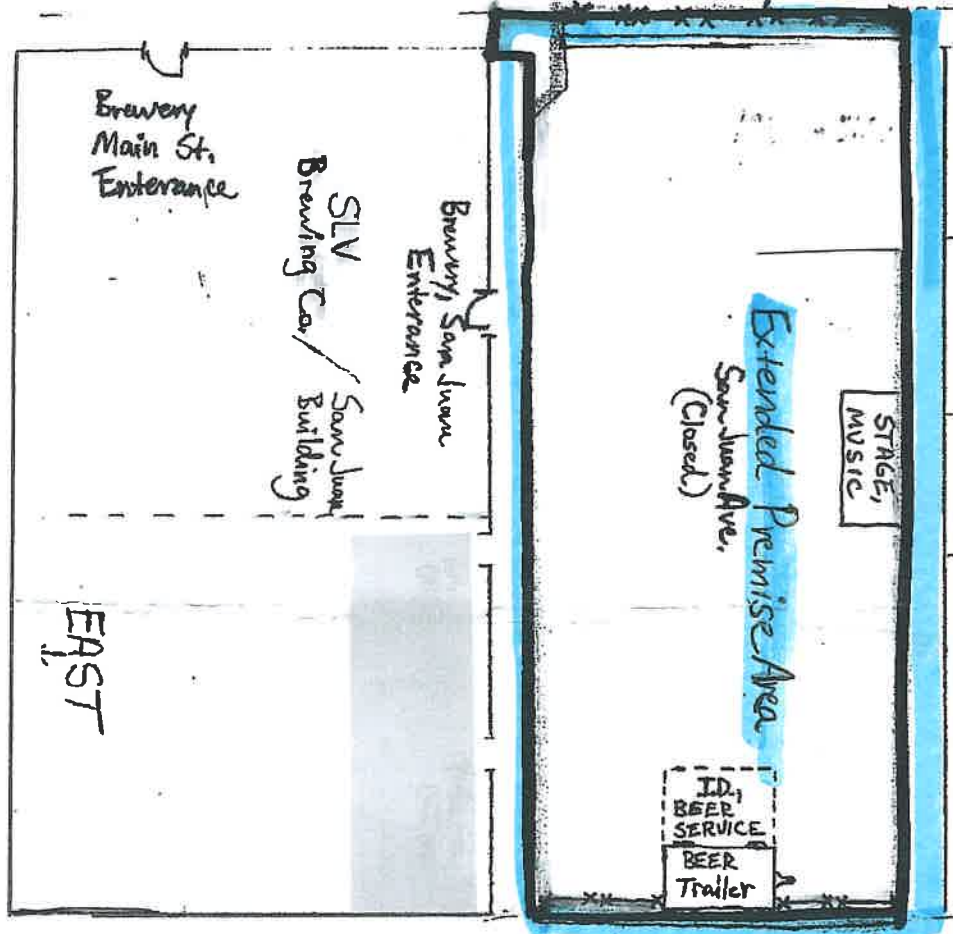 Brewery
Main St.
Enterance
SLV
Brewing Co. /
San Juan
Building
Brewery, San Juan
Enterance
Extended Premise Area
San Juan Ave.
(Closed)
STAGE,
MUSIC
I.D.,
BEER
SERVICE
BEER
Trailer
EAST